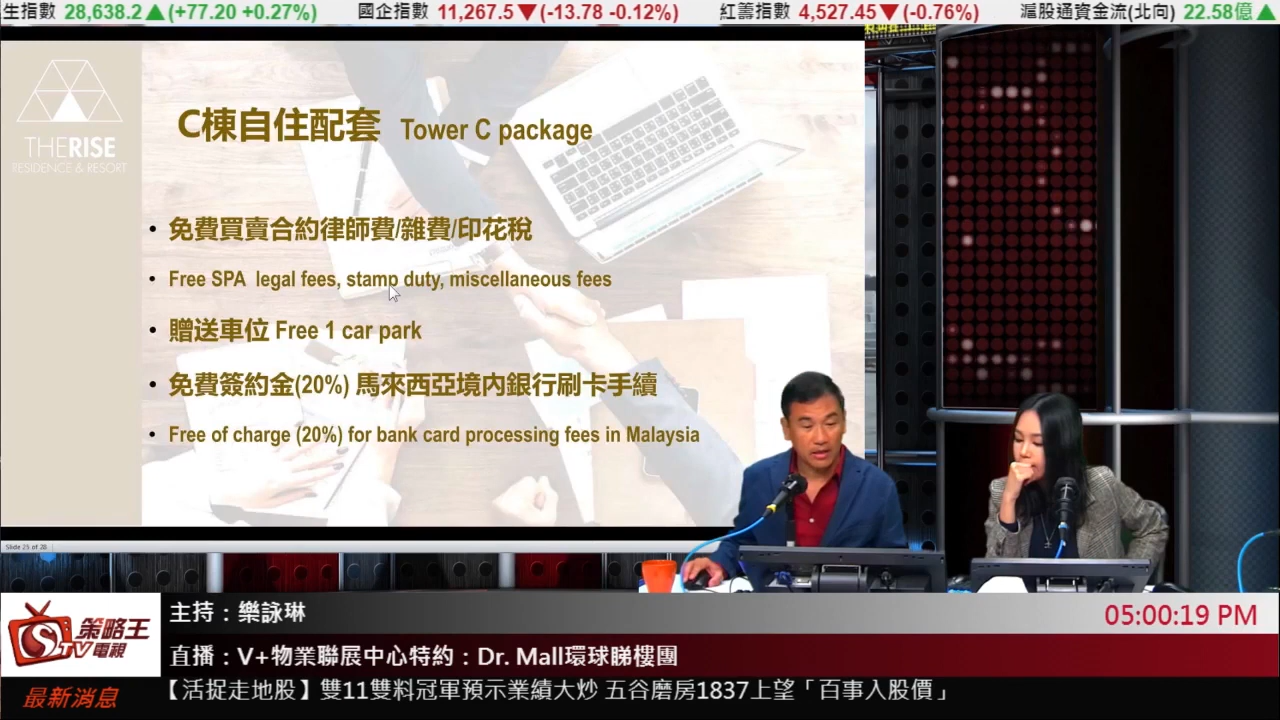 生指數 28,638.2▲(+77.20 +0.27%) 國企指數 11,267.5▼(-13.78 -0.12%) 紅籌指數 4,527.45▼(-0.76%) 滬股通資金流(北向) 22.58億▲
C棟自住配套 Tower C package
THERISE
RESIDENCE & RESORT
• 免費買賣合約律師費/雜費/印花稅
• Free SPA legal fees, stamp duty, miscellaneous fees
• 贈送車位 Free 1 car park
• 免費簽約金(20%) 馬來西亞境內銀行刷卡手續
• Free of charge (20%) for bank card processing fees in Malaysia
Slide 25 of 28
策略王
STV電視
主持：樂詠琳
05:00:19 PM
直播：V+物業聯展中心特約：Dr. Mall環球睇樓團
最新消息
【活捉走地股】雙11雙料冠軍預示業績大炒 五谷磨房1837上望「百事入股價」